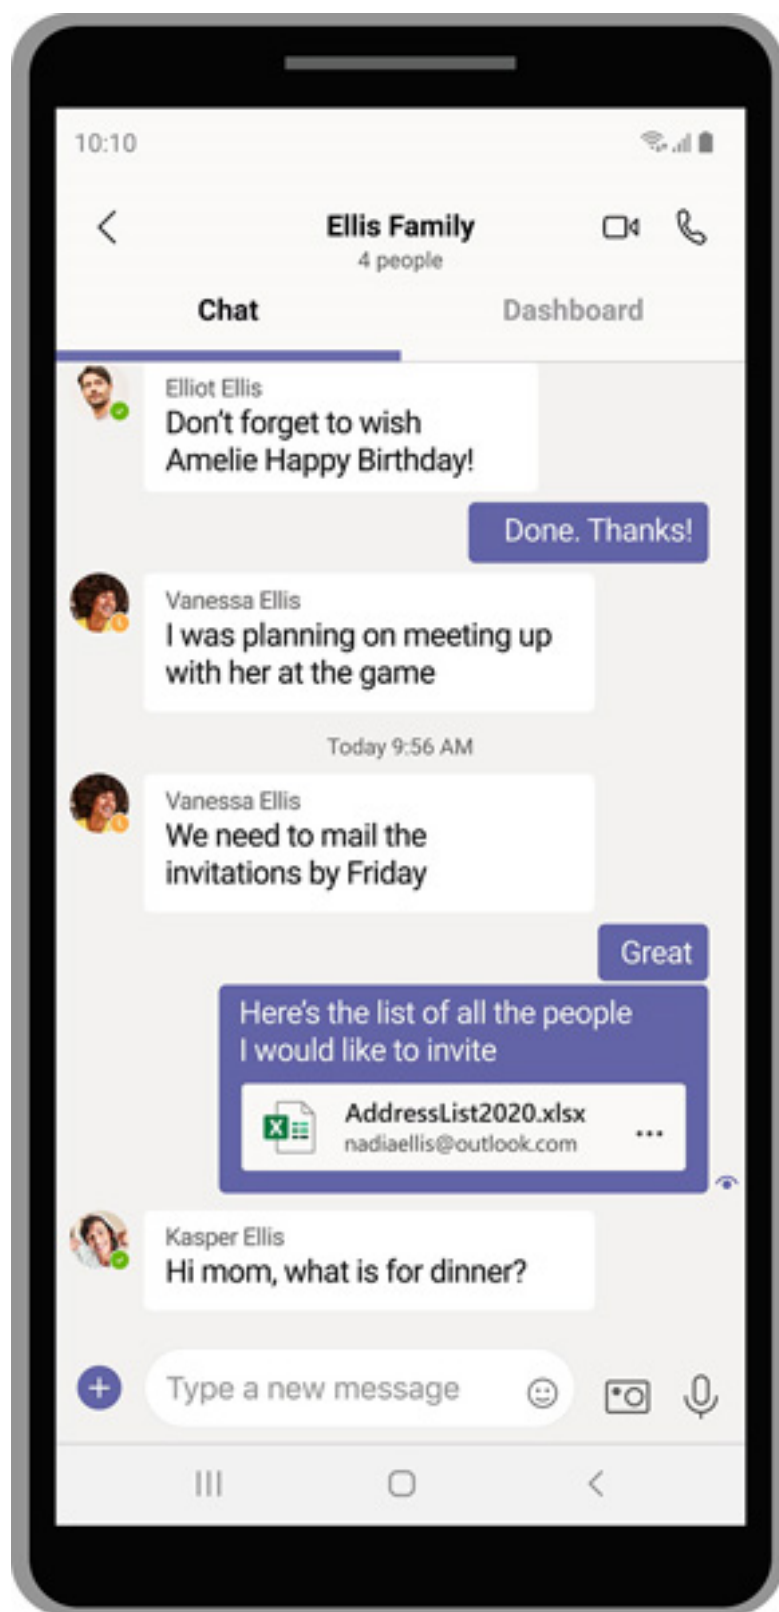 10:10
Ellis Family
4 people
Chat
Dashboard
Elliot Ellis
Don't forget to wish
Amelie Happy Birthday!
Done. Thanks!
Vanessa Ellis
I was planning on meeting up
with her at the game
Today 9:56 AM
Vanessa Ellis
We need to mail the
invitations by Friday
Great
Here's the list of all the people
I would like to invite
AddressList2020.xlsx
nadiaellis@outlook.com
Kasper Ellis
Hi mom, what is for dinner?
Type a new message